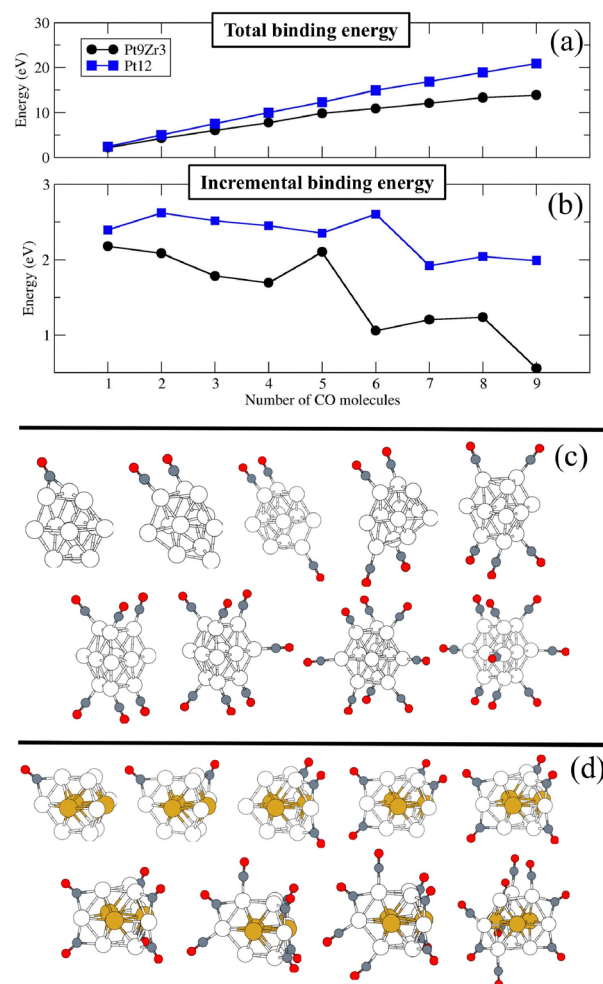 Total binding energy
(a)
Pt9Zr3
Pt12
Energy (eV)
30
20
10
0
Incremental binding energy
(b)
Energy (eV)
3
2
1
1 2 3 4 5 6 7 8 9
Number of CO molecules
(c)
(d)